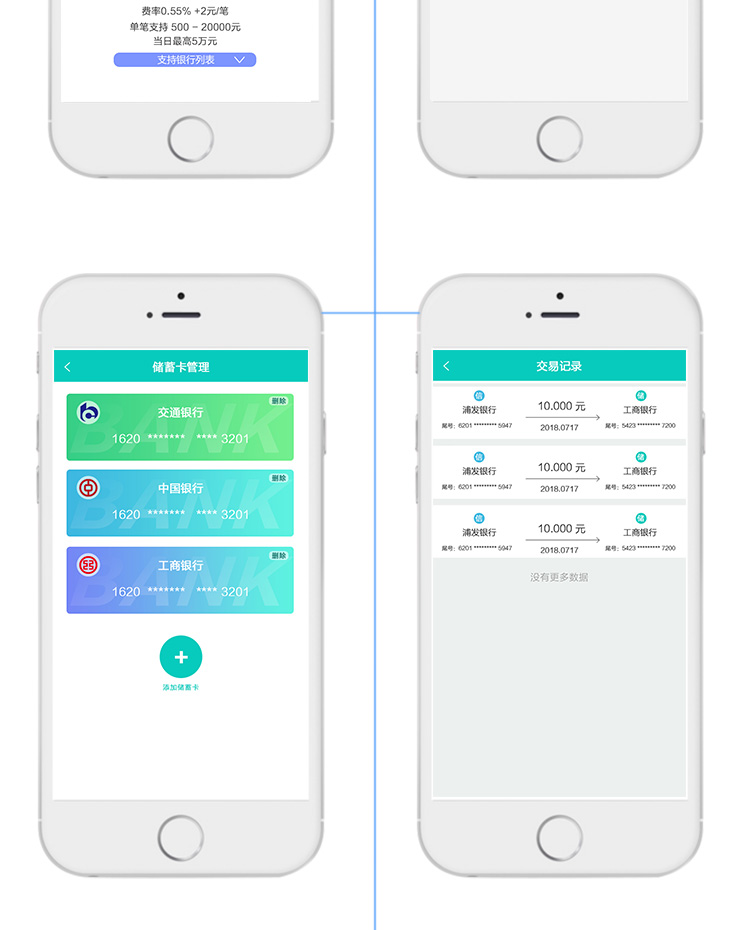 费率0.55% +2元/笔
单笔支持 500 – 20000元
当日最高5万元
支持银行列表
储蓄卡管理
删除
交通银行
BANK
1620 ******* **** 3201
删除
中国银行
BANK
1620 ******* **** 3201
删除
工商银行
BANK
1620 ******* **** 3201
添加储蓄卡
交易记录
信 储
浦发银行 10.000 元 工商银行
尾号：6201 ********* 5947 2018.0717 尾号：5423 ********* 7200
信 储
浦发银行 10.000 元 工商银行
尾号：6201 ********* 5947 2018.0717 尾号：5423 ********* 7200
信 储
浦发银行 10.000 元 工商银行
尾号：6201 ********* 5947 2018.0717 尾号：5423 ********* 7200
没有更多数据